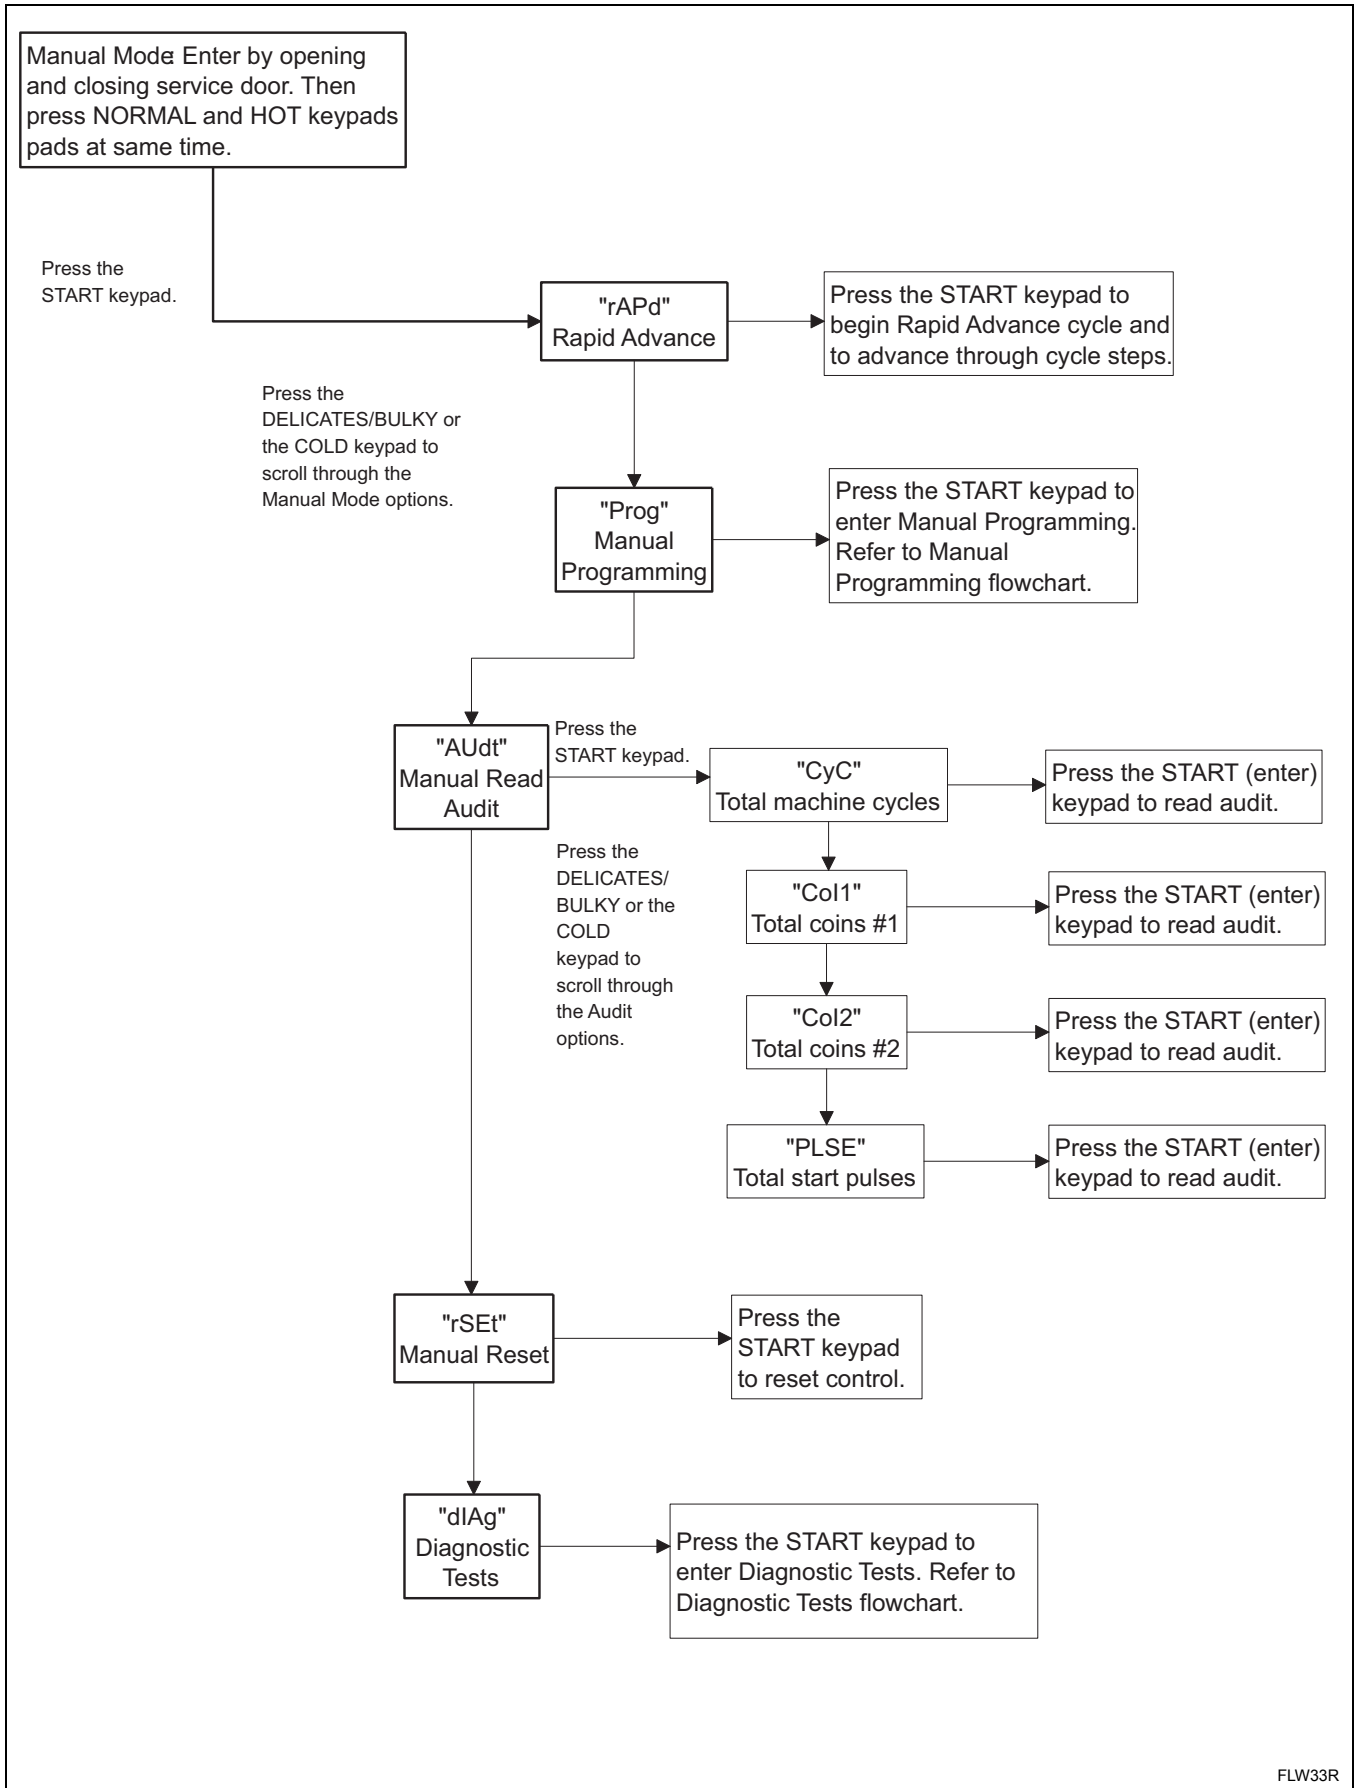 Manual Mode: Enter by opening
and closing service door. Then
press NORMAL and HOT keypads
pads at same time.
Press the
START keypad.
"rAPd"
Rapid Advance
Press the START keypad to
begin Rapid Advance cycle and
to advance through cycle steps.
Press the
DELICATES/BULKY or
the COLD keypad to
scroll through the
Manual Mode options.
"Prog"
Manual
Programming
Press the START keypad to
enter Manual Programming.
Refer to Manual
Programming flowchart.
"AUdt"
Manual Read
Audit
Press the
START keypad.
"CyC"
Total machine cycles
Press the START (enter)
keypad to read audit.
Press the
DELICATES/
BULKY or the
COLD
keypad to
scroll through
the Audit
options.
"CoI1"
Total coins #1
Press the START (enter)
keypad to read audit.
"CoI2"
Total coins #2
Press the START (enter)
keypad to read audit.
"PLSE"
Total start pulses
Press the START (enter)
keypad to read audit.
"rSEt"
Manual Reset
Press the
START keypad
to reset control.
"dIAg"
Diagnostic
Tests
Press the START keypad to
enter Diagnostic Tests. Refer to
Diagnostic Tests flowchart.
FLW33R